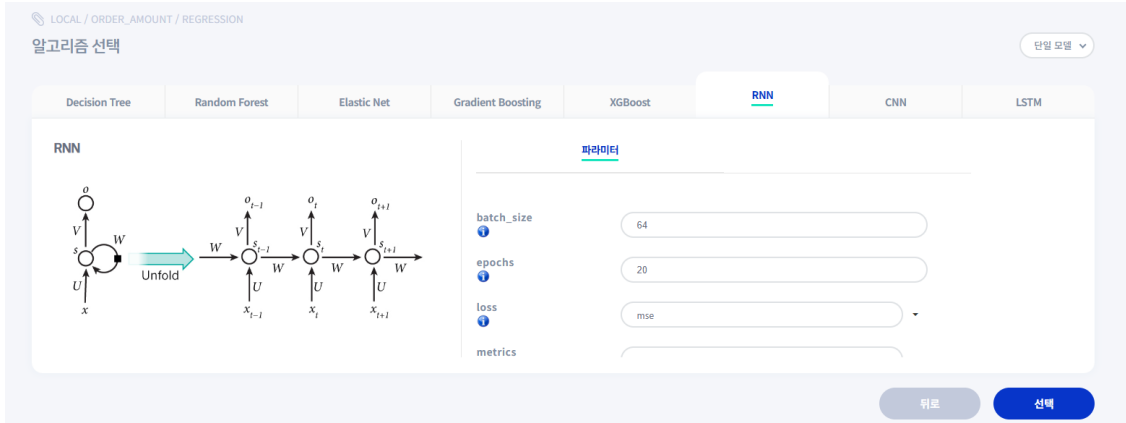 LOCAL / ORDER_AMOUNT / REGRESSION
알고리즘 선택
단일 모델
Decision Tree Random Forest Elastic Net Gradient Boosting XGBoost RNN CNN LSTM
RNN
파라미터
o
V
s
W
U
x
Unfold
o_{t-1} o_t o_{t+1}
V V V
W s_{t-1} s_t s_{t+1}
W W W
U U U
x_{t-1} x_t x_{t+1}
batch_size 64
epochs 20
loss mse
metrics
뒤로 선택